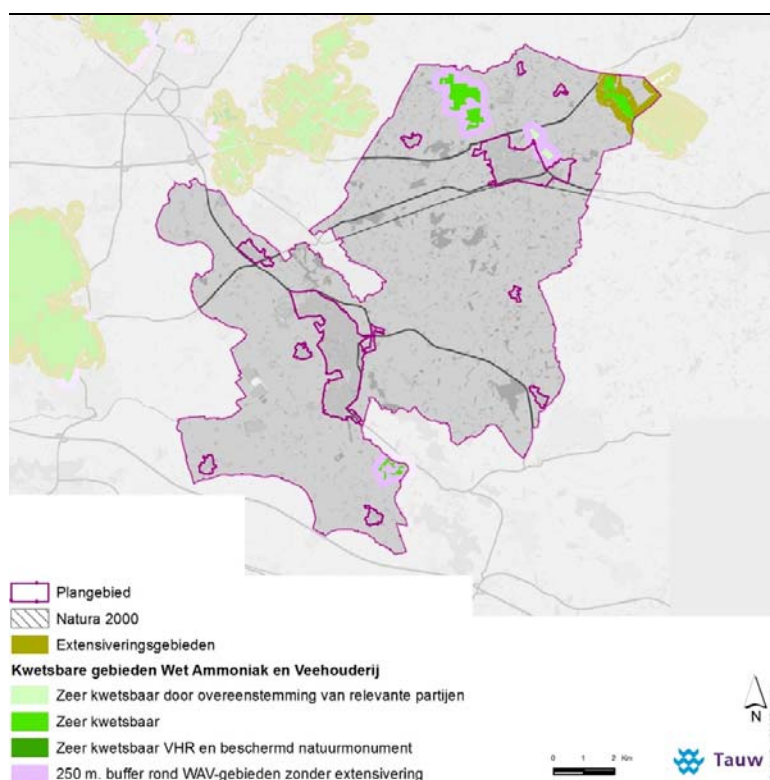 Plangebied
Natura 2000
Extensiveringsgebieden
Kwetsbare gebieden Wet Ammoniak en Veehouderij
Zeer kwetsbaar door overeenstemming van relevante partijen
Zeer kwetsbaar
Zeer kwetsbaar VHR en beschermd natuurmonument
250 m. buffer rond WAV-gebieden zonder extensivering
0 1 2 Km
N
Tauw